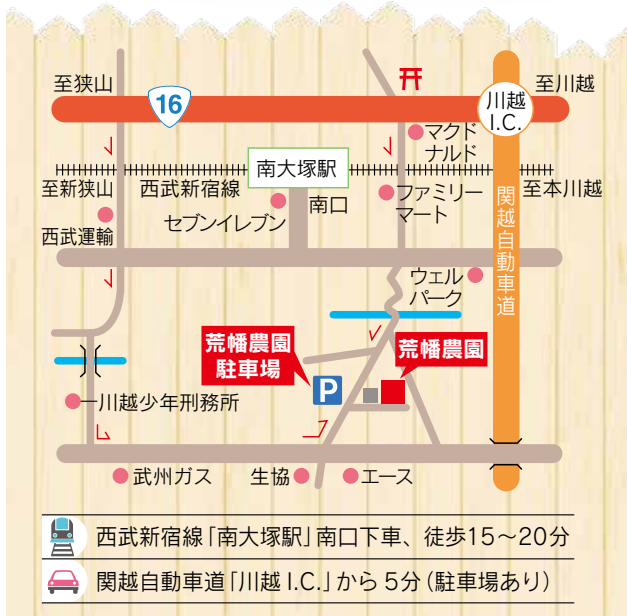 至狭山
16
川越
I.C.
至川越
マクド
ナルド
南大塚駅
至新狭山
西武新宿線
ファミリー
マート
至本川越
南口
セブンイレブン
西武運輸
関越自動車道
ウェル
パーク
荒幡農園
駐車場
荒幡農園
P
川越少年刑務所
武州ガス
生協
エース
西武新宿線「南大塚駅」南口下車、徒歩15〜20分
関越自動車道「川越 I.C.」から 5分（駐車場あり）